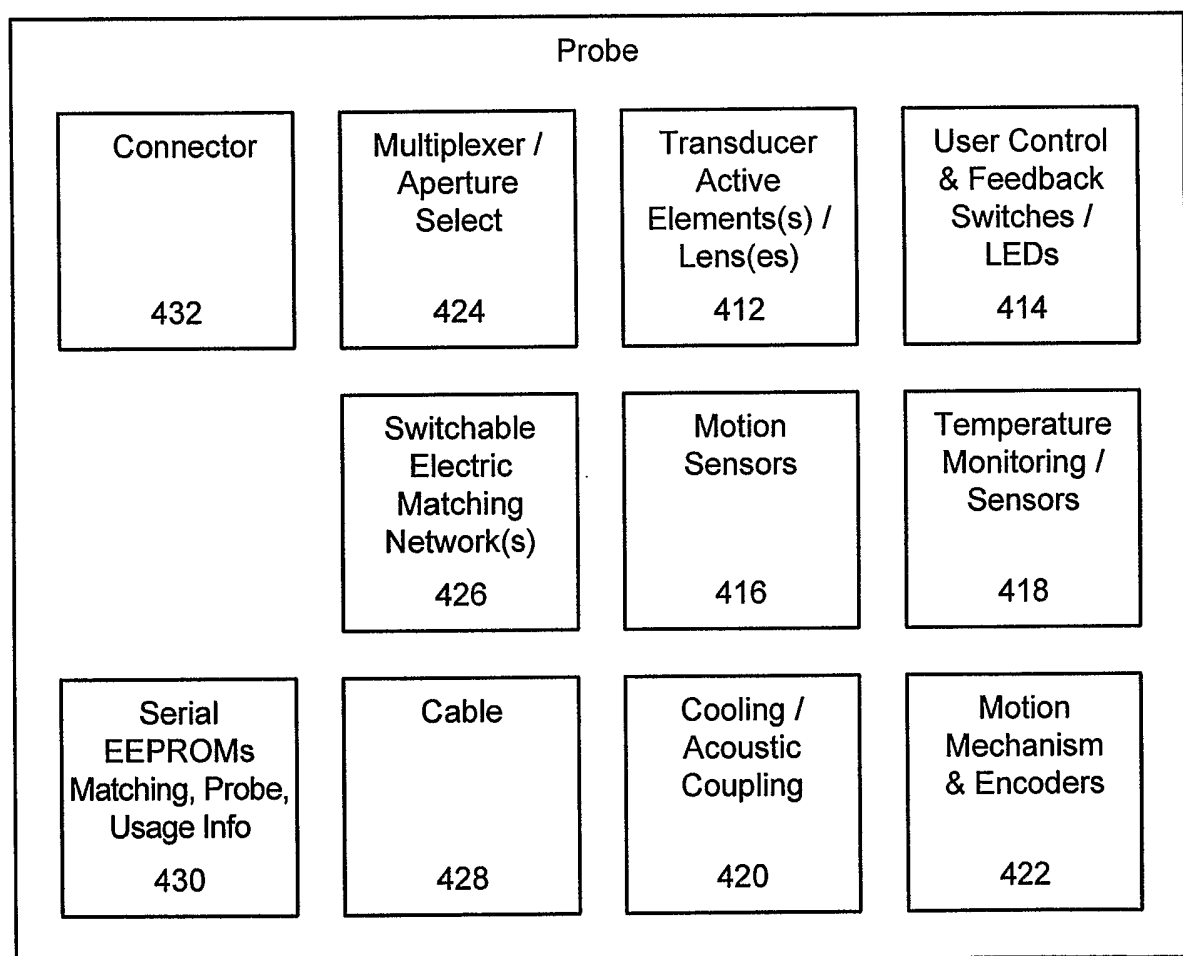 Probe
Connector
432
Multiplexer /
Aperture
Select
424
Transducer
Active
Elements(s) /
Lens(es)
412
User Control
& Feedback
Switches /
LEDs
414
Switchable
Electric
Matching
Network(s)
426
Motion
Sensors
416
Temperature
Monitoring /
Sensors
418
Serial
EEPROMs
Matching, Probe,
Usage Info
430
Cable
428
Cooling /
Acoustic
Coupling
420
Motion
Mechanism
& Encoders
422